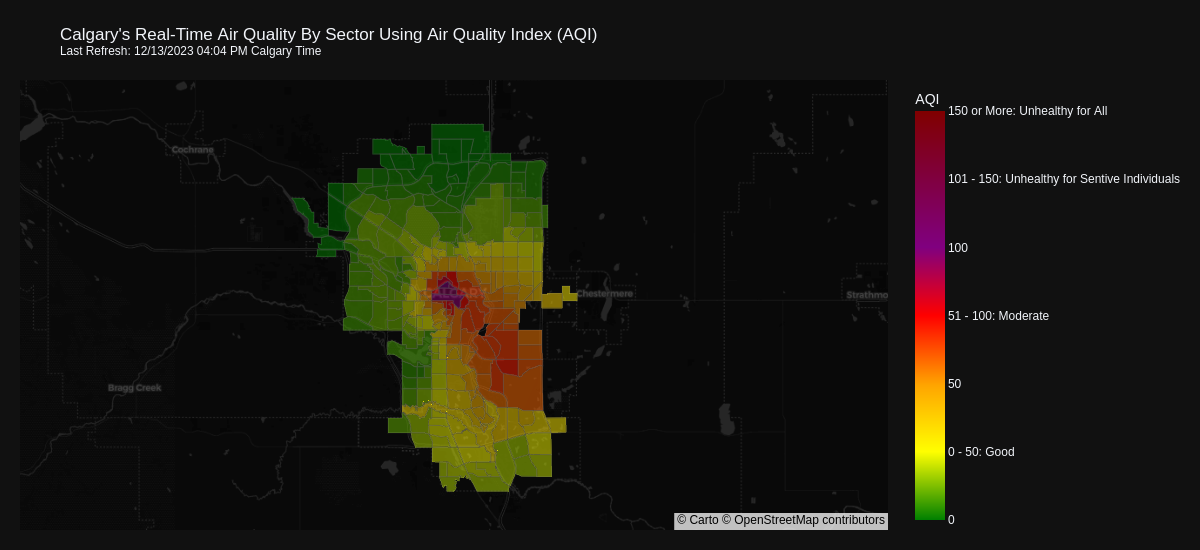 Calgary's Real-Time Air Quality By Sector Using Air Quality Index (AQI)
Last Refresh: 12/13/2023 04:04 PM Calgary Time
AQI
150 or More: Unhealthy for All
Cochrane
101 - 150: Unhealthy for Sentive Individuals
100
CALGARY
Chestermere
Strathmo
51 - 100: Moderate
50
Bragg Creek
0 - 50: Good
0
© Carto © OpenStreetMap contributors